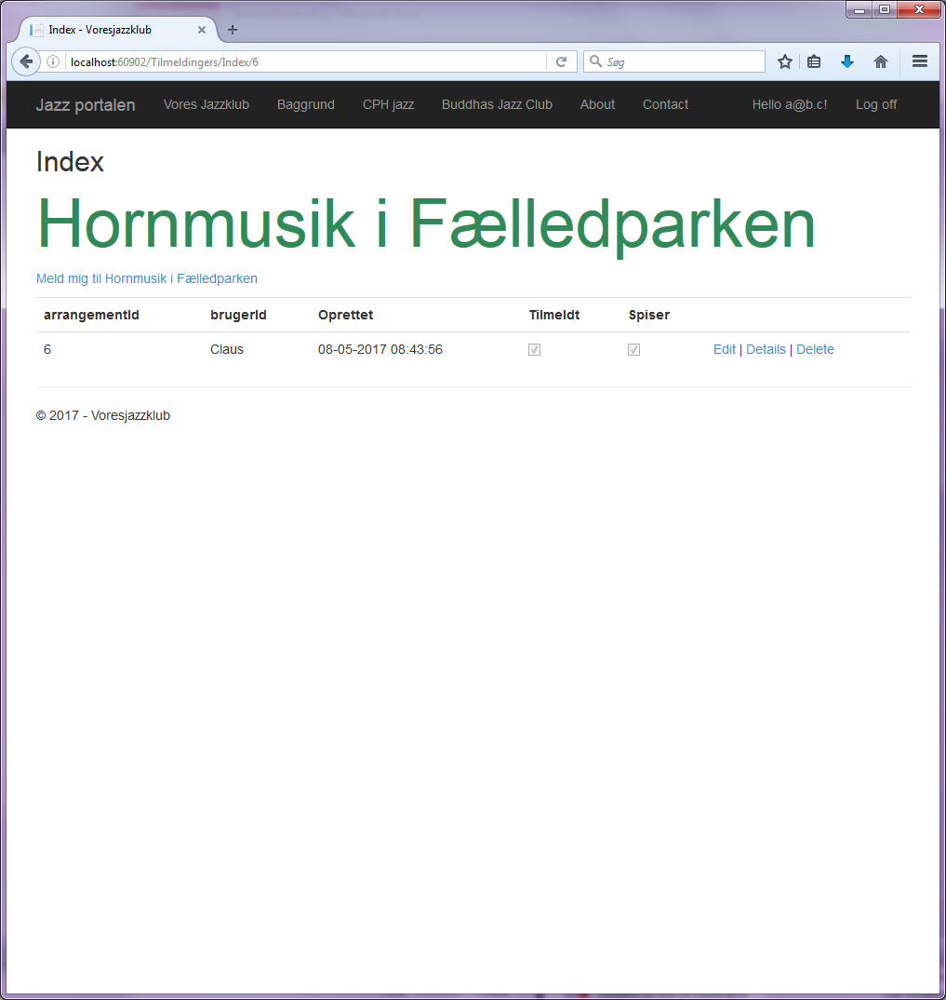 Index - Voresjazzklub
localhost:60902/Tilmeldingers/Index/6
Søg
Jazz portalen Vores Jazzklub Baggrund CPH jazz Buddhas Jazz Club About Contact Hello a@b.c! Log off
Index
Hornmusik i Fælledparken
Meld mig til Hornmusik i Fælledparken
arrangementId brugerId Oprettet Tilmeldt Spiser
6 Claus 08-05-2017 08:43:56 Edit | Details | Delete
© 2017 - Voresjazzklub